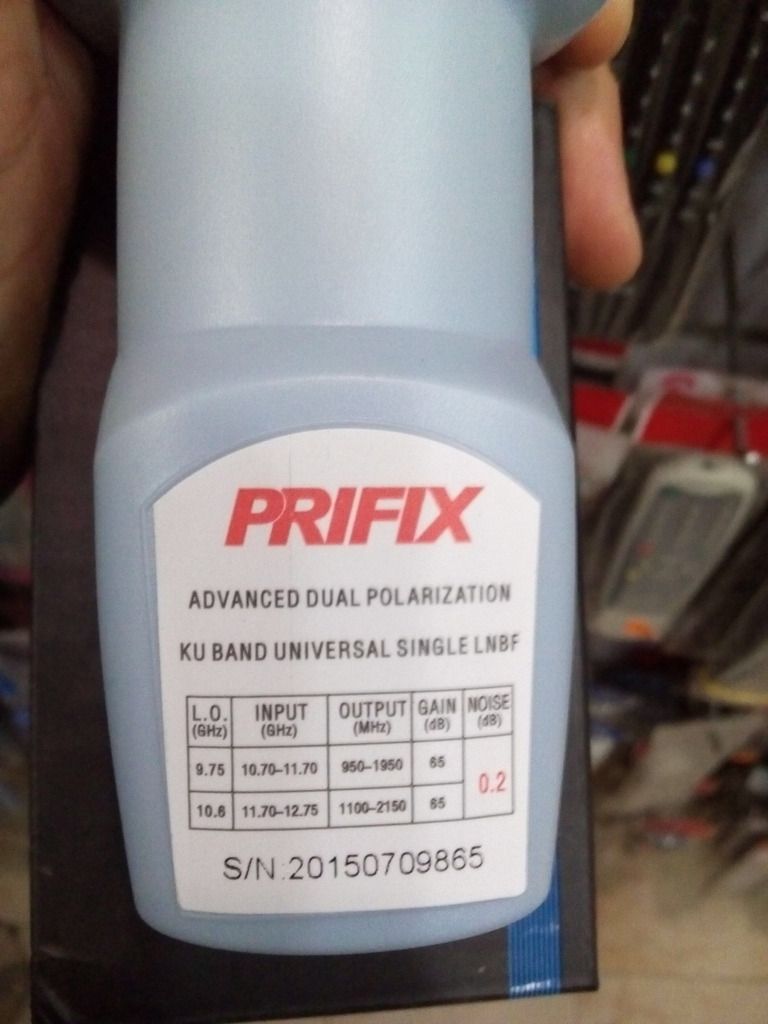 PRIFIX
ADVANCED DUAL POLARIZATION
KU BAND UNIVERSAL SINGLE LNBF
L.O. (GHz) INPUT (GHz) OUTPUT (MHz) GAIN (dB) NOISE (dB)
9.75 10.70–11.70 950–1950 65 0.2
10.6 11.70–12.75 1100–2150 65
S/N:20150709865